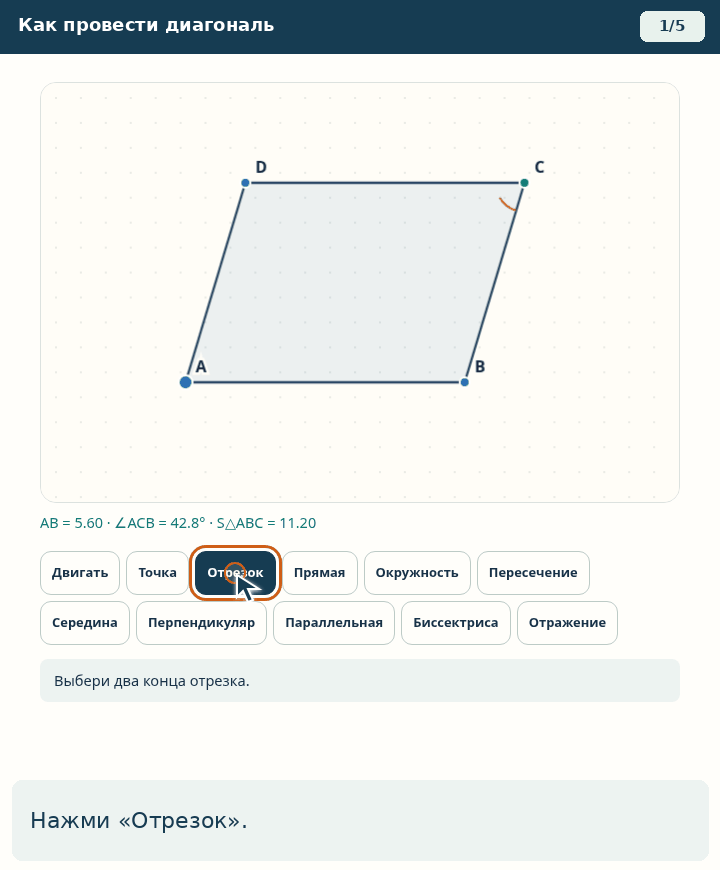 Как провести диагональ
1/5
D C
A B
AB = 5.60 · ∠ACB = 42.8° · S△ABC = 11.20
Двигать Точка Отрезок Прямая Окружность Пересечение
Середина Перпендикуляр Параллельная Биссектриса Отражение
Выбери два конца отрезка.
Нажми «Отрезок».